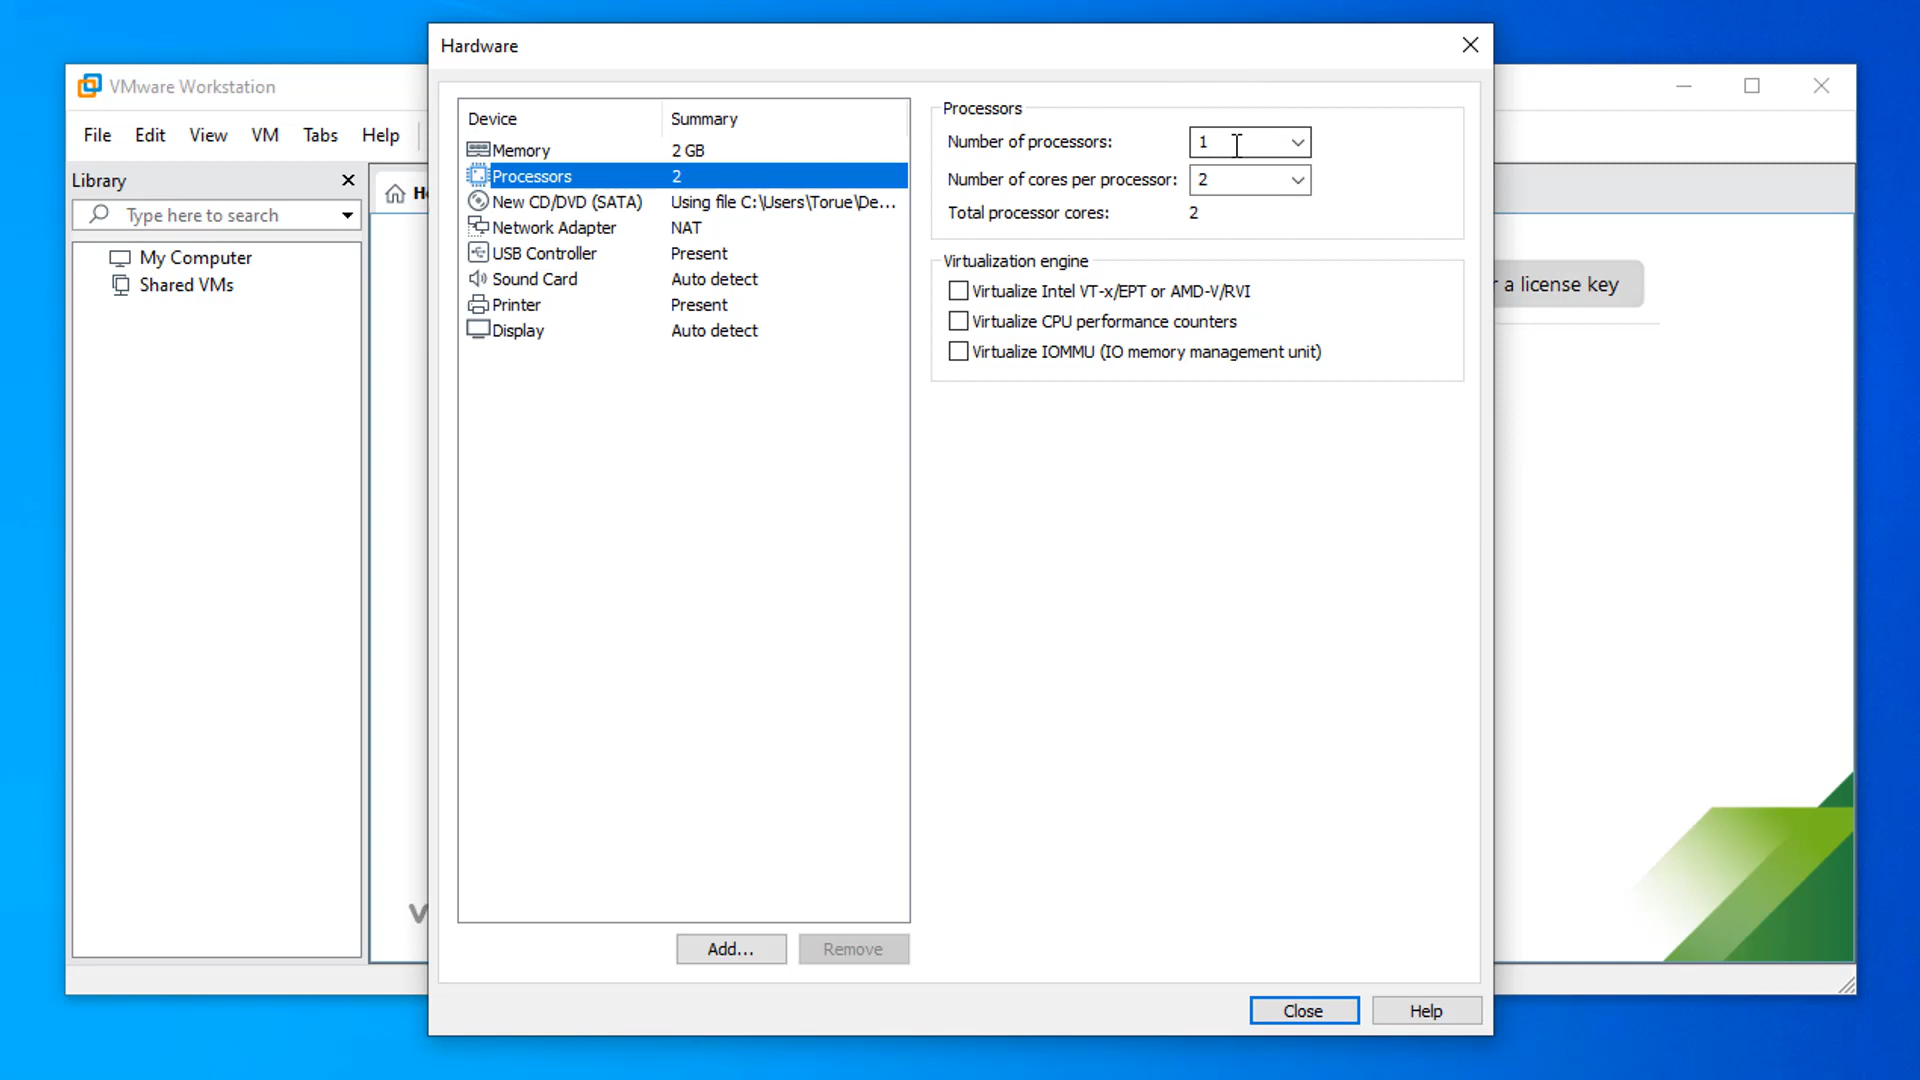 Hardware
VMware Workstation
File Edit View VM Tabs Help
Library
Type here to search
My Computer
Shared VMs
Device Summary
Memory 2 GB
Processors 2
New CD/DVD (SATA) Using file C:\Users\Torue\De...
Network Adapter NAT
USB Controller Present
Sound Card Auto detect
Printer Present
Display Auto detect
Add... Remove
Processors
Number of processors: 1
Number of cores per processor: 2
Total processor cores: 2
Virtualization engine
Virtualize Intel VT-x/EPT or AMD-V/RVI
Virtualize CPU performance counters
Virtualize IOMMU (IO memory management unit)
a license key
Close Help